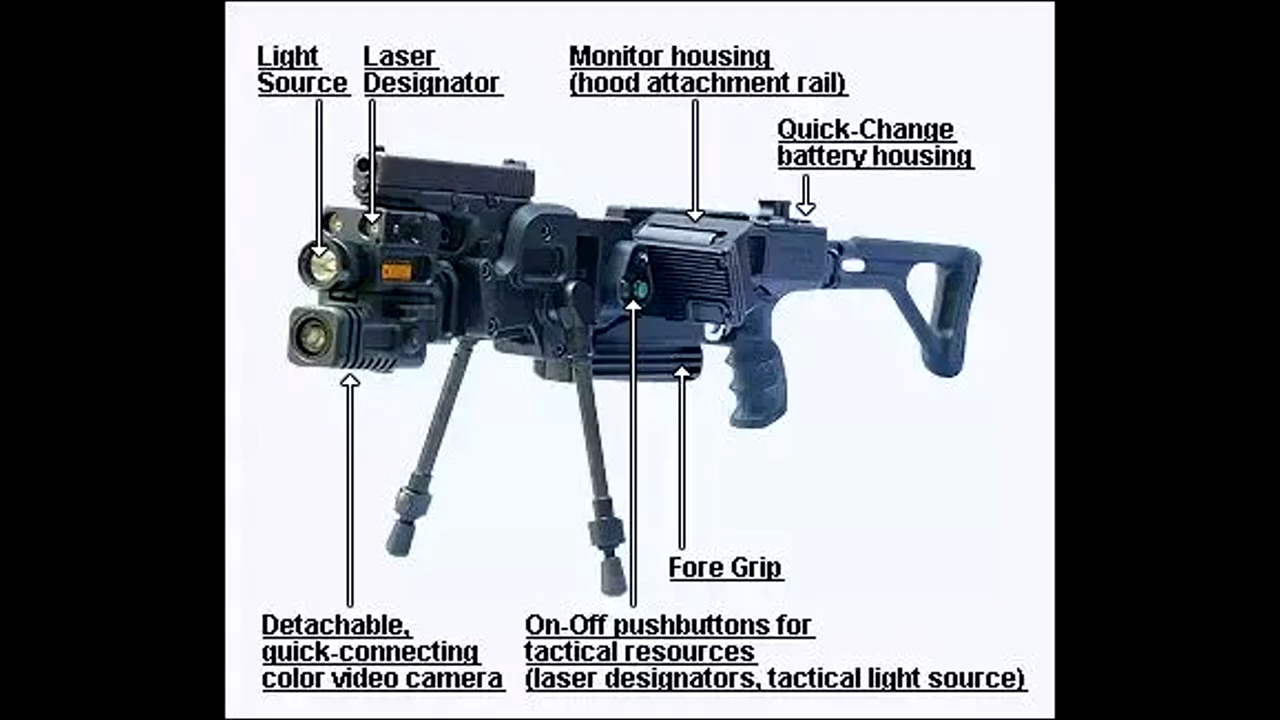 Light
Source
Laser
Designator
Monitor housing
(hood attachment rail)
Quick-Change
battery housing
Fore Grip
Detachable,
quick-connecting
color video camera
On-Off pushbuttons for
tactical resources
(laser designators, tactical light source)